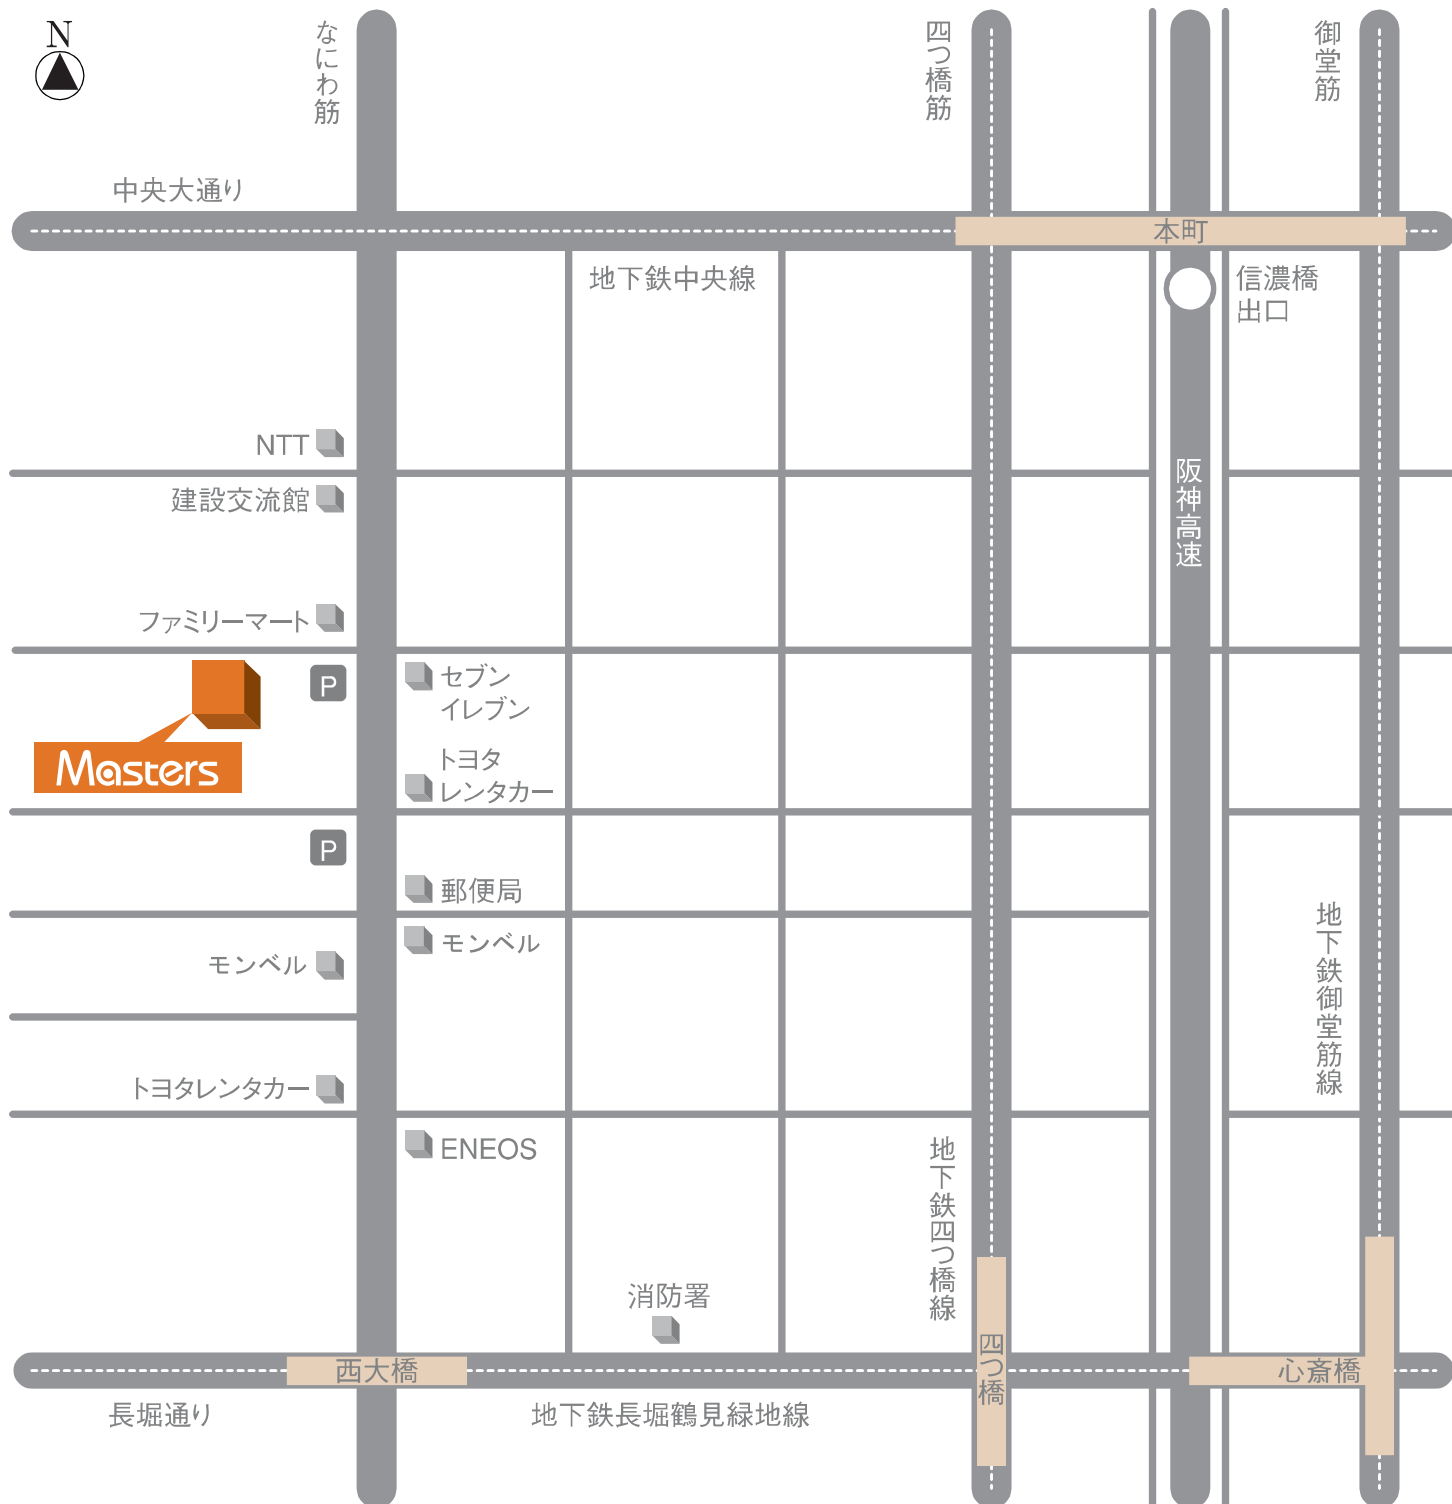 N
なにわ筋
四つ橋筋
御堂筋
中央大通り
本町
地下鉄中央線
信濃橋
出口
NTT
建設交流館
阪神高速
ファミリーマート
P
セブン
イレブン
Masters
トヨタ
レンタカー
P
郵便局
モンベル
モンベル
地下鉄御堂筋線
トヨタレンタカー
ENEOS
地下鉄四つ橋線
消防署
西大橋
四つ橋
心斎橋
長堀通り
地下鉄長堀鶴見緑地線